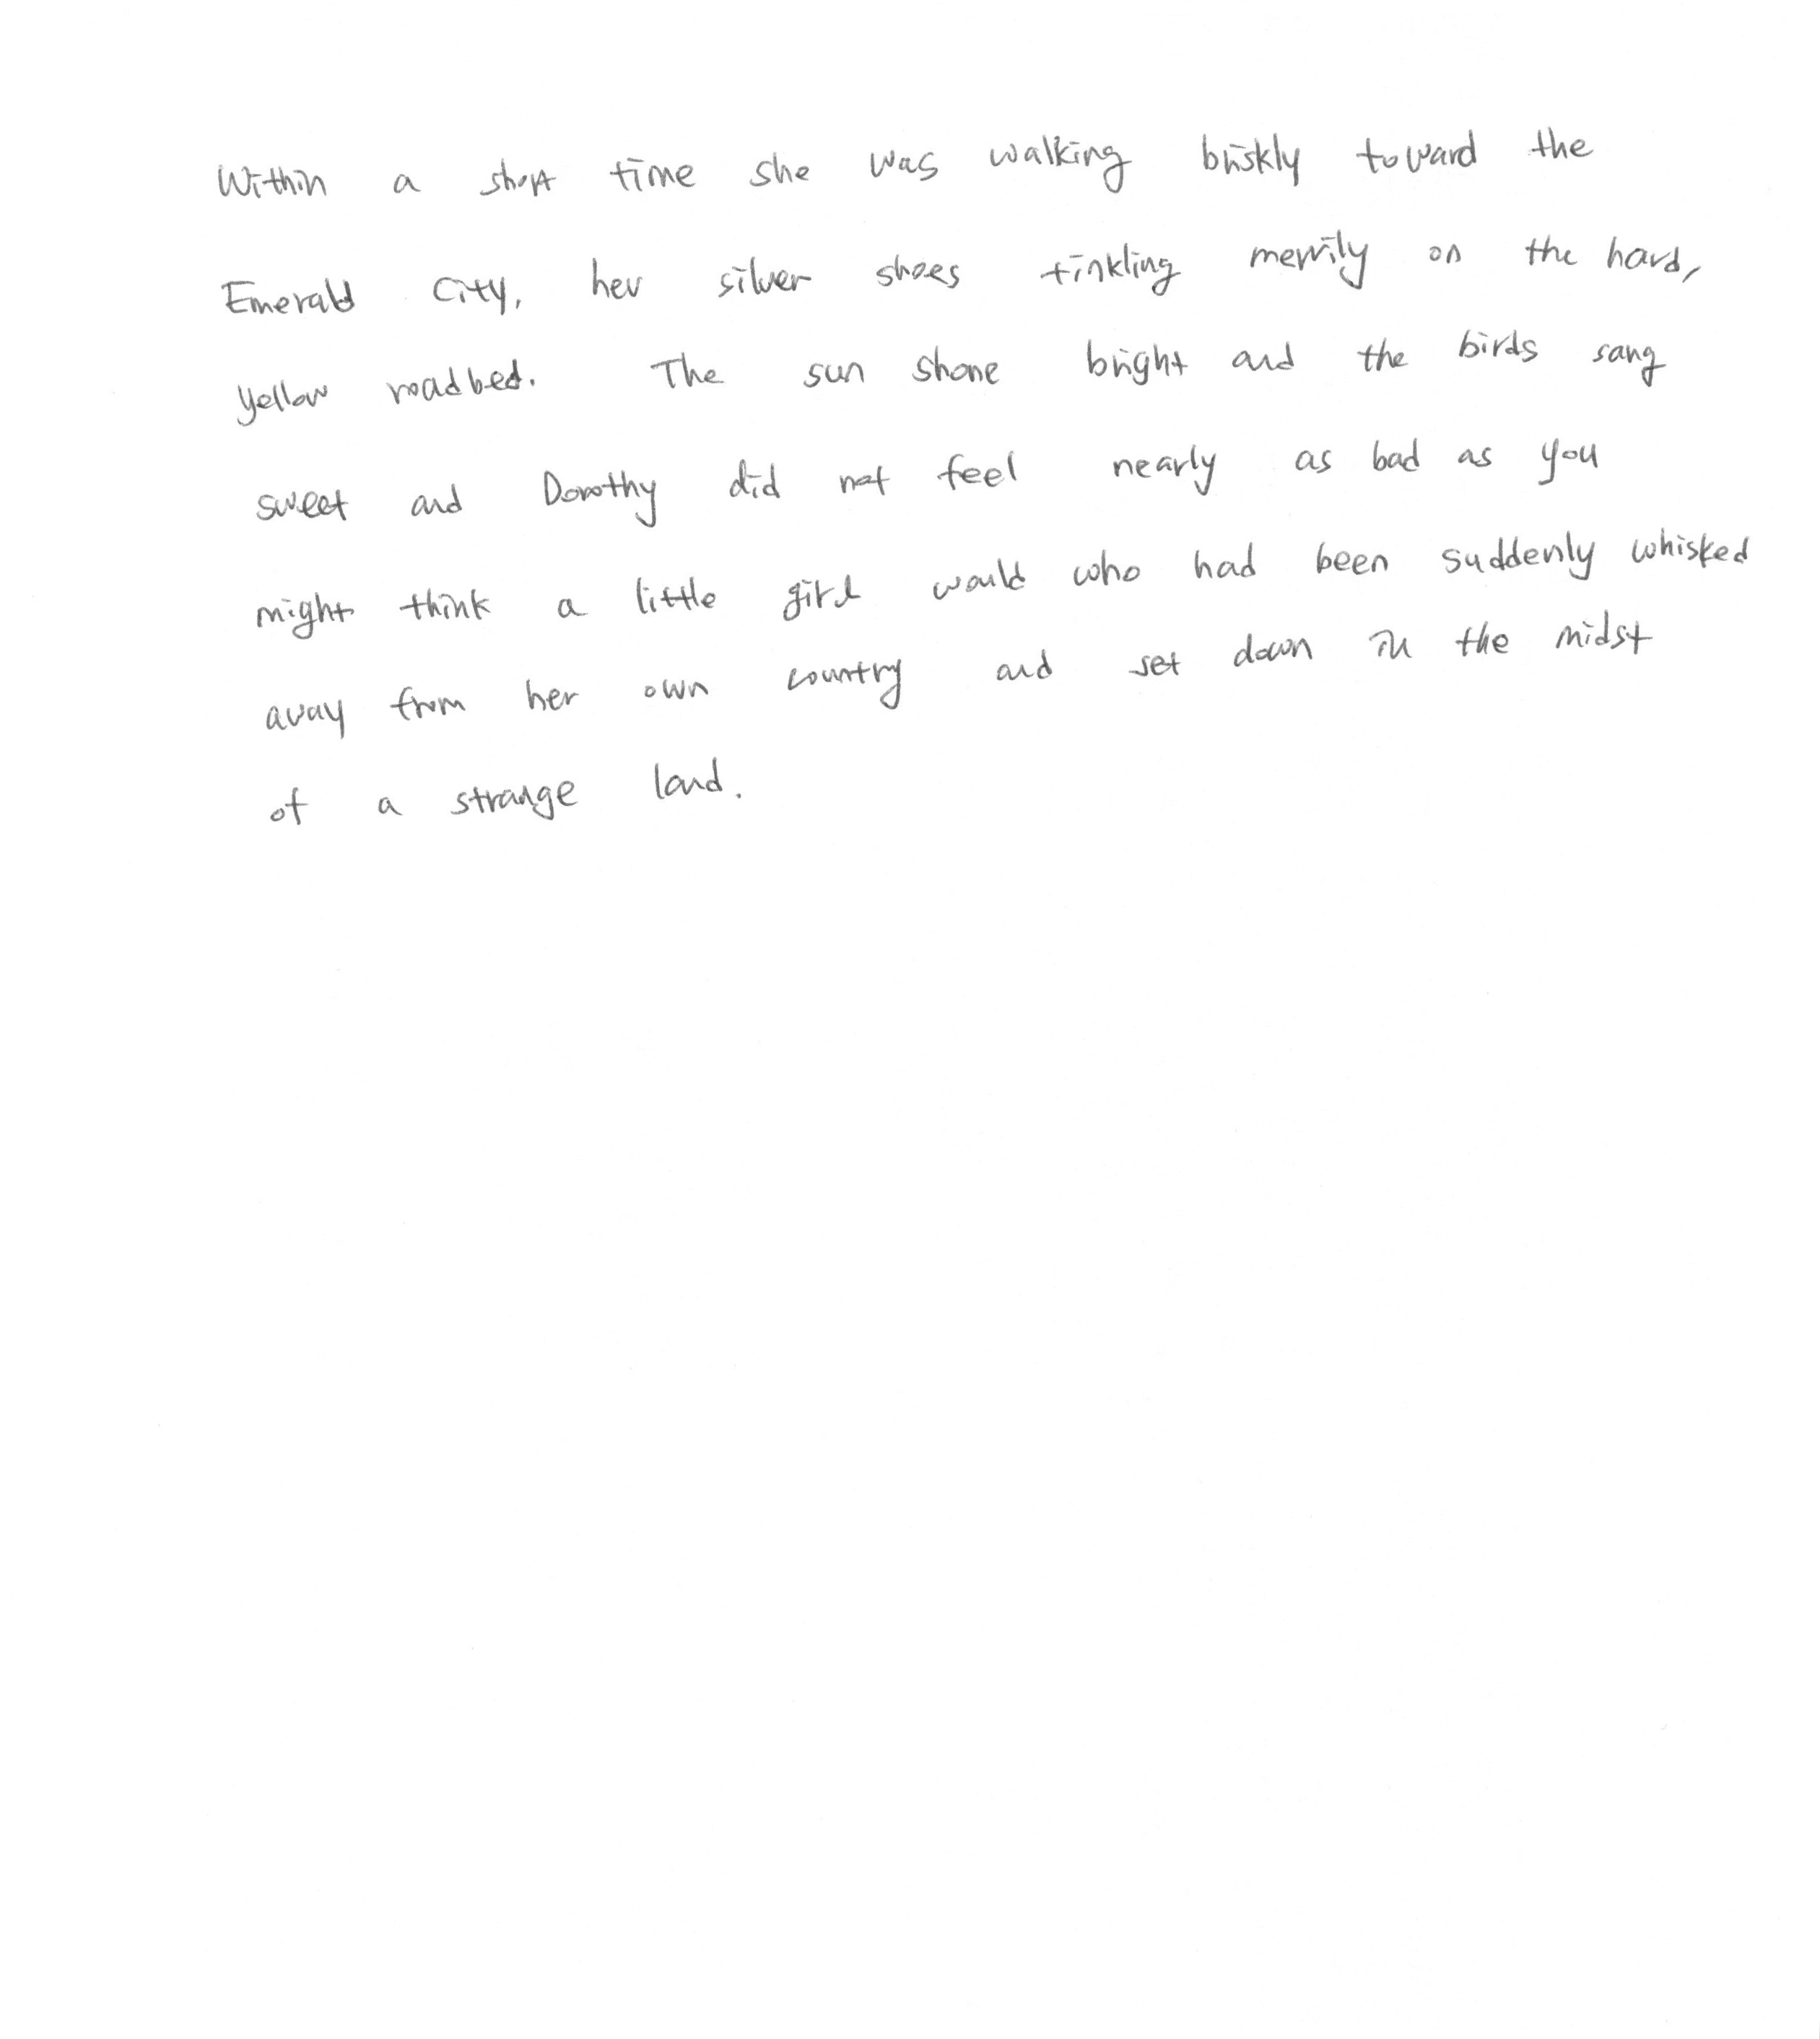 Within a short time she was walking briskly toward the
Emerald City, her silver shoes tinkling merrily on the hard,
yellow roadbed. The sun shone bright and the birds sang
sweet and Dorothy did not feel nearly as bad as you
might think a little girl would who had been suddenly whisked
away from her own country and set down in the midst
of a strange land.